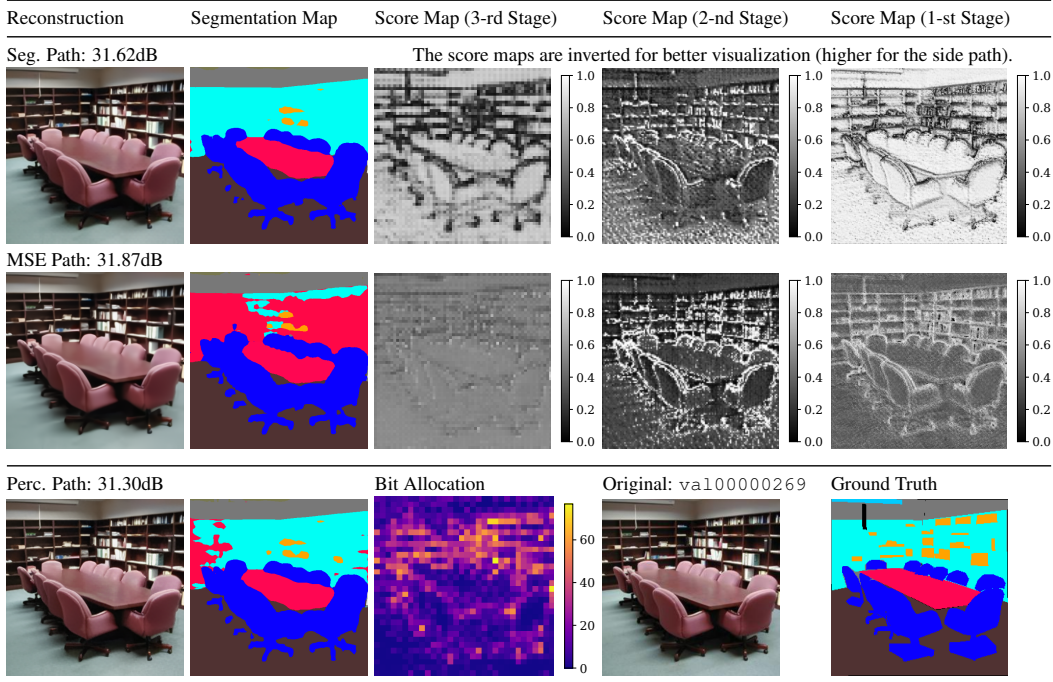 Reconstruction Segmentation Map Score Map (3-rd Stage) Score Map (2-nd Stage) Score Map (1-st Stage)
Seg. Path: 31.62dB The score maps are inverted for better visualization (higher for the side path).
1.0 1.0 1.0
0.8 0.8 0.8
0.6 0.6 0.6
0.4 0.4 0.4
0.2 0.2 0.2
0.0 0.0 0.0
MSE Path: 31.87dB
1.0 1.0 1.0
0.8 0.8 0.8
0.6 0.6 0.6
0.4 0.4 0.4
0.2 0.2 0.2
0.0 0.0 0.0
Perc. Path: 31.30dB Bit Allocation Original: val00000269 Ground Truth
60
40
20
0